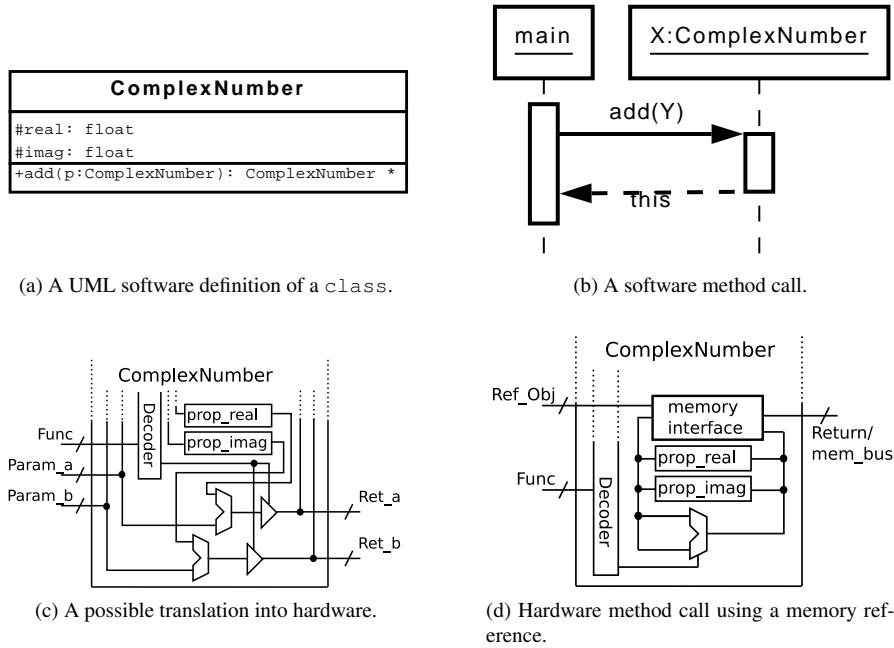 ComplexNumber
#real: float
#imag: float
+add(p:ComplexNumber): ComplexNumber *
(a) A UML software definition of a class.
main
X:ComplexNumber
add(Y)
this
(b) A software method call.
ComplexNumber
Decoder
prop_real
prop_imag
Func
Param_a
Param_b
Ret_a
Ret_b
(c) A possible translation into hardware.
ComplexNumber
Ref_Obj
memory
interface
Return/
mem_bus
prop_real
Func
prop_imag
Decoder
(d) Hardware method call using a memory ref-
erence.